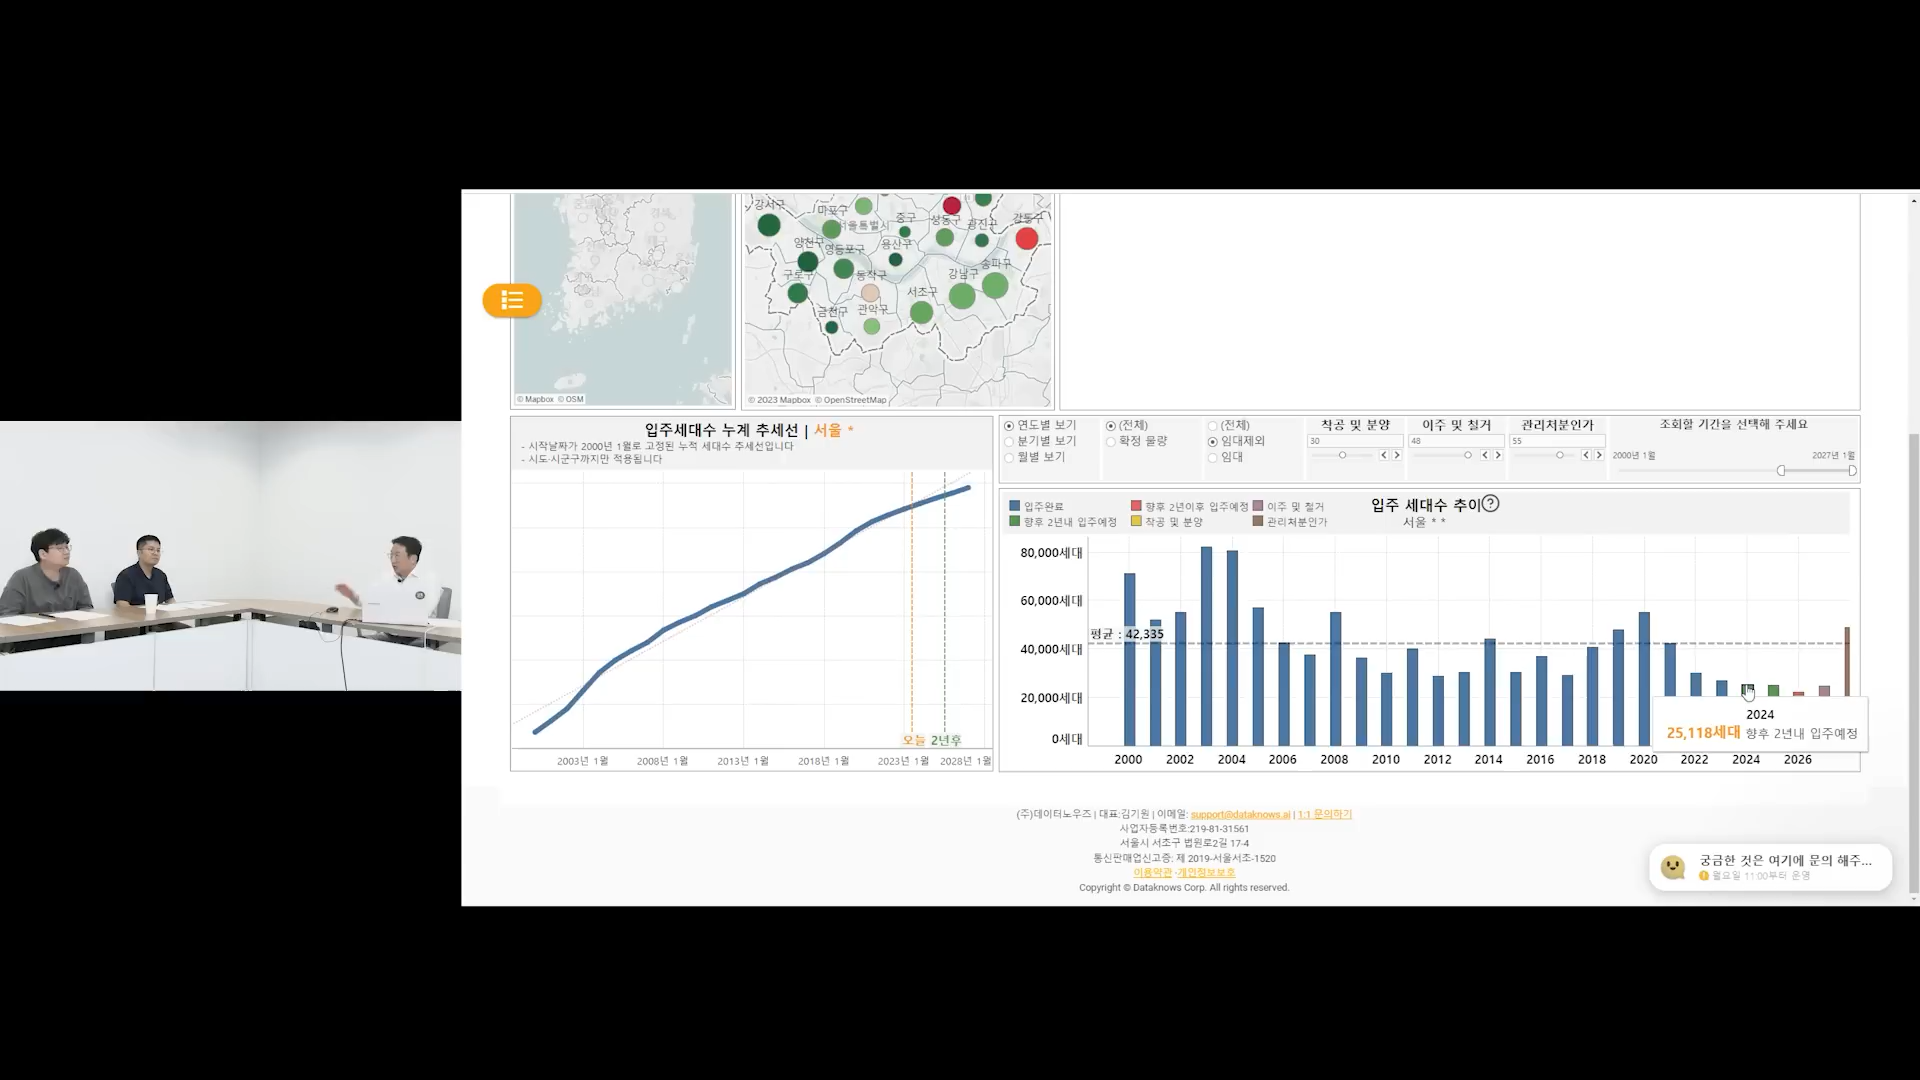 강서구
마포구
서울특별시
중구
성동구
광진구
강동구
양천구
영등포구
용산구
구로구
동작구
강남구
송파구
서초구
금천구
관악구
© Mapbox © OSM
© 2023 Mapbox © OpenStreetMap
입주세대수 누계 추세선 | 서울 *
- 시작날짜가 2000년 1월로 고정된 누적 세대수 추세선입니다
- 시도·시군구까지만 적용됩니다
오늘 2년후
2003년 1월 2008년 1월 2013년 1월 2018년 1월 2023년 1월 2028년 1월
연도별 보기 (전체) (전체) 착공 및 분양 이주 및 철거 관리처분인가 조회할 기간을 선택해 주세요
분기별 보기 확정 물량 임대제외 30 48 55
월별 보기 임대 2000년 1월 2027년 1월
입주완료 향후 2년이후 입주예정 이주 및 철거 입주 세대수 추이?
향후 2년내 입주예정 착공 및 분양 관리처분인가 서울 * *
80,000세대
60,000세대
평균 : 42,335
40,000세대
20,000세대
0세대
2024
25,118세대 향후 2년내 입주예정
2000 2002 2004 2006 2008 2010 2012 2014 2016 2018 2020 2022 2024 2026
(주)데이터노우즈 | 대표:김기원 | 이메일: support@dataknows.ai | 1:1 문의하기
사업자등록번호:219-81-31561
서울시 서초구 법원로2길 17-4
통신판매업신고증: 제 2019-서울서초-1520
이용약관 ·개인정보보호
Copyright © Dataknows Corp. All rights reserved.
궁금한 것은 여기에 문의 해주...
월요일 11:00부터 운영